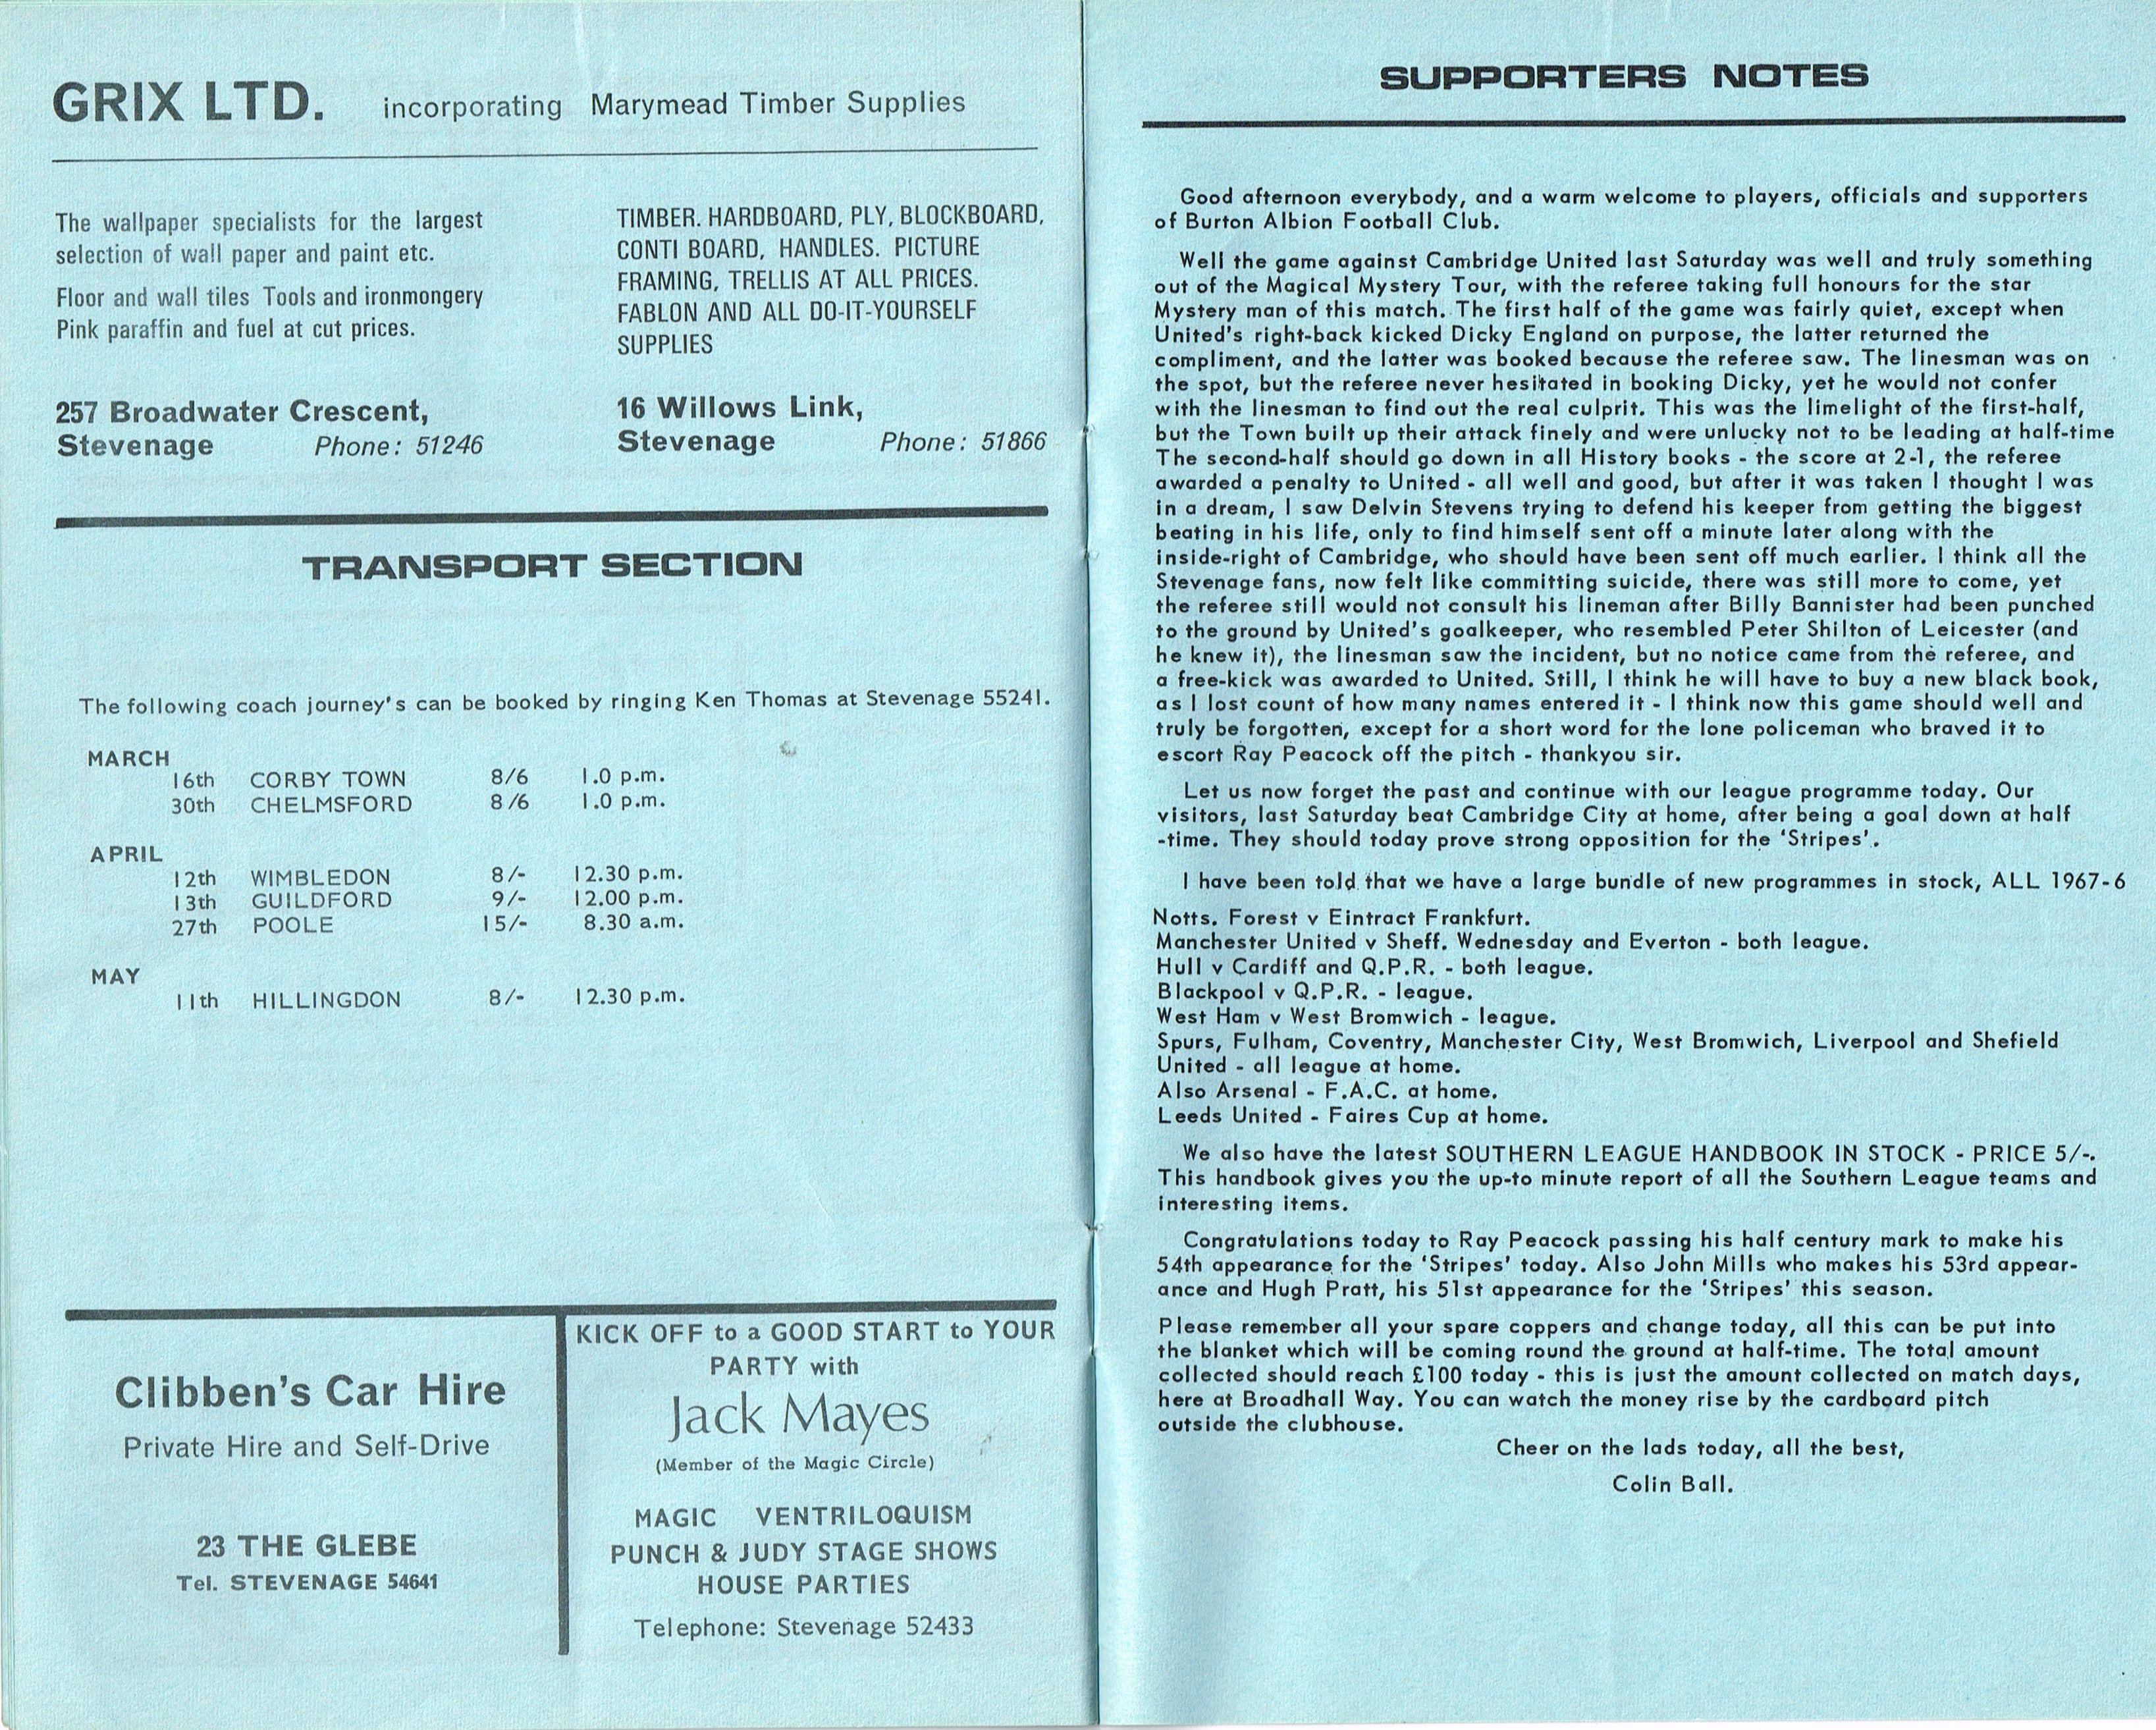 GRIX LTD. incorporating Marymead Timber Supplies
The wallpaper specialists for the largest
selection of wall paper and paint etc.
Floor and wall tiles Tools and ironmongery
Pink paraffin and fuel at cut prices.
257 Broadwater Crescent,
Stevenage Phone: 51246
TIMBER. HARDBOARD, PLY, BLOCKBOARD,
CONTI BOARD, HANDLES. PICTURE
FRAMING, TRELLIS AT ALL PRICES.
FABLON AND ALL DO-IT-YOURSELF
SUPPLIES
16 Willows Link,
Stevenage Phone: 51866
TRANSPORT SECTION
The following coach journey's can be booked by ringing Ken Thomas at Stevenage 55241.
MARCH
16th CORBY TOWN 8/6 1.0 p.m.
30th CHELMSFORD 8/6 1.0 p.m.
APRIL
12th WIMBLEDON 8/- 12.30 p.m.
13th GUILDFORD 9/- 12.00 p.m.
27th POOLE 15/- 8.30 a.m.
MAY
11th HILLINGDON 8/- 12.30 p.m.
Clibben's Car Hire
Private Hire and Self-Drive
23 THE GLEBE
Tel. STEVENAGE 54641
KICK OFF to a GOOD START to YOUR
PARTY with
Jack Mayes
(Member of the Magic Circle)
MAGIC VENTRILOQUISM
PUNCH & JUDY STAGE SHOWS
HOUSE PARTIES
Telephone: Stevenage 52433
SUPPORTERS NOTES
Good afternoon everybody, and a warm welcome to players, officials and supporters
of Burton Albion Football Club.
Well the game against Cambridge United last Saturday was well and truly something
out of the Magical Mystery Tour, with the referee taking full honours for the star
Mystery man of this match. The first half of the game was fairly quiet, except when
United's right-back kicked Dicky England on purpose, the latter returned the
compliment, and the latter was booked because the referee saw. The linesman was on
the spot, but the referee never hesitated in booking Dicky, yet he would not confer
with the linesman to find out the real culprit. This was the limelight of the first-half,
but the Town built up their attack finely and were unlucky not to be leading at half-time
The second-half should go down in all History books - the score at 2-1, the referee
awarded a penalty to United - all well and good, but after it was taken I thought I was
in a dream, I saw Delvin Stevens trying to defend his keeper from getting the biggest
beating in his life, only to find himself sent off a minute later along with the
inside-right of Cambridge, who should have been sent off much earlier. I think all the
Stevenage fans, now felt like committing suicide, there was still more to come, yet
the referee still would not consult his lineman after Billy Bannister had been punched
to the ground by United's goalkeeper, who resembled Peter Shilton of Leicester (and
he knew it), the linesman saw the incident, but no notice came from the referee, and
a free-kick was awarded to United. Still, I think he will have to buy a new black book,
as I lost count of how many names entered it - I think now this game should well and
truly be forgotten, except for a short word for the lone policeman who braved it to
escort Ray Peacock off the pitch - thankyou sir.
Let us now forget the past and continue with our league programme today. Our
visitors, last Saturday beat Cambridge City at home, after being a goal down at half
-time. They should today prove strong opposition for the 'Stripes'.
I have been told that we have a large bundle of new programmes in stock, ALL 1967-6
Notts. Forest v Eintract Frankfurt.
Manchester United v Sheff. Wednesday and Everton - both league.
Hull v Cardiff and Q.P.R. - both league.
Blackpool v Q.P.R. - league.
West Ham v West Bromwich - league.
Spurs, Fulham, Coventry, Manchester City, West Bromwich, Liverpool and Shefield
United - all league at home.
Also Arsenal - F.A.C. at home.
Leeds United - Faires Cup at home.
We also have the latest SOUTHERN LEAGUE HANDBOOK IN STOCK - PRICE 5/-.
This handbook gives you the up-to minute report of all the Southern League teams and
interesting items.
Congratulations today to Ray Peacock passing his half century mark to make his
54th appearance for the 'Stripes' today. Also John Mills who makes his 53rd appear-
ance and Hugh Pratt, his 51st appearance for the 'Stripes' this season.
Please remember all your spare coppers and change today, all this can be put into
the blanket which will be coming round the ground at half-time. The total amount
collected should reach £100 today - this is just the amount collected on match days,
here at Broadhall Way. You can watch the money rise by the cardboard pitch
outside the clubhouse.
Cheer on the lads today, all the best,
Colin Ball.